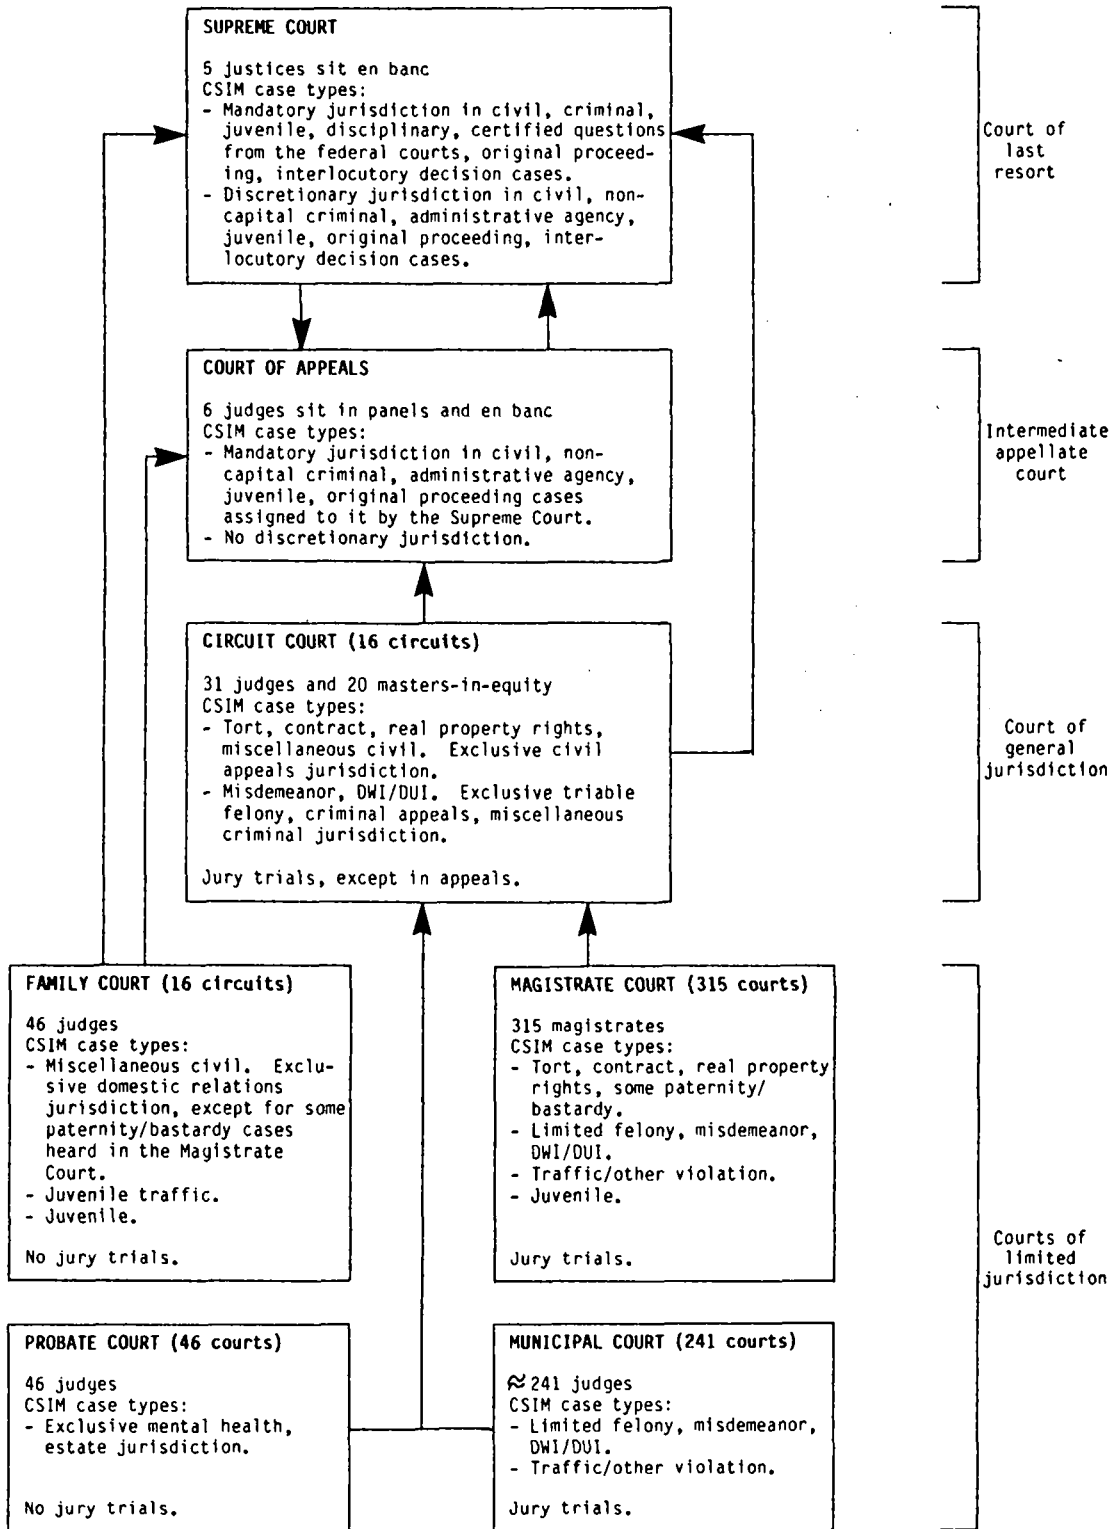 SUPREME COURT
5 justices sit en banc
CSIM case types:
- Mandatory jurisdiction in civil, criminal,
juvenile, disciplinary, certified questions
from the federal courts, original proceed-
ing, interlocutory decision cases.
- Discretionary jurisdiction in civil, non-
capital criminal, administrative agency,
juvenile, original proceeding, inter-
locutory decision cases.
Court of
last
resort
COURT OF APPEALS
6 judges sit in panels and en banc
CSIM case types:
- Mandatory jurisdiction in civil, non-
capital criminal, administrative agency,
juvenile, original proceeding cases
assigned to it by the Supreme Court.
- No discretionary jurisdiction.
Intermediate
appellate
court
CIRCUIT COURT (16 circuits)
31 judges and 20 masters-in-equity
CSIM case types:
- Tort, contract, real property rights,
miscellaneous civil. Exclusive civil
appeals jurisdiction.
- Misdemeanor, DWI/DUI. Exclusive triable
felony, criminal appeals, miscellaneous
criminal jurisdiction.
Jury trials, except in appeals.
Court of
general
jurisdiction
FAMILY COURT (16 circuits)
46 judges
CSIM case types:
- Miscellaneous civil. Exclu-
sive domestic relations
jurisdiction, except for some
paternity/bastardy cases
heard in the Magistrate
Court.
- Juvenile traffic.
- Juvenile.
No jury trials.
MAGISTRATE COURT (315 courts)
315 magistrates
CSIM case types:
- Tort, contract, real property
rights, some paternity/
bastardy.
- Limited felony, misdemeanor,
DWI/DUI.
- Traffic/other violation.
- Juvenile.
Jury trials.
Courts of
limited
jurisdiction
PROBATE COURT (46 courts)
46 judges
CSIM case types:
- Exclusive mental health,
estate jurisdiction.
No jury trials.
MUNICIPAL COURT (241 courts)
≈241 judges
CSIM case types:
- Limited felony, misdemeanor,
DWI/DUI.
- Traffic/other violation.
Jury trials.